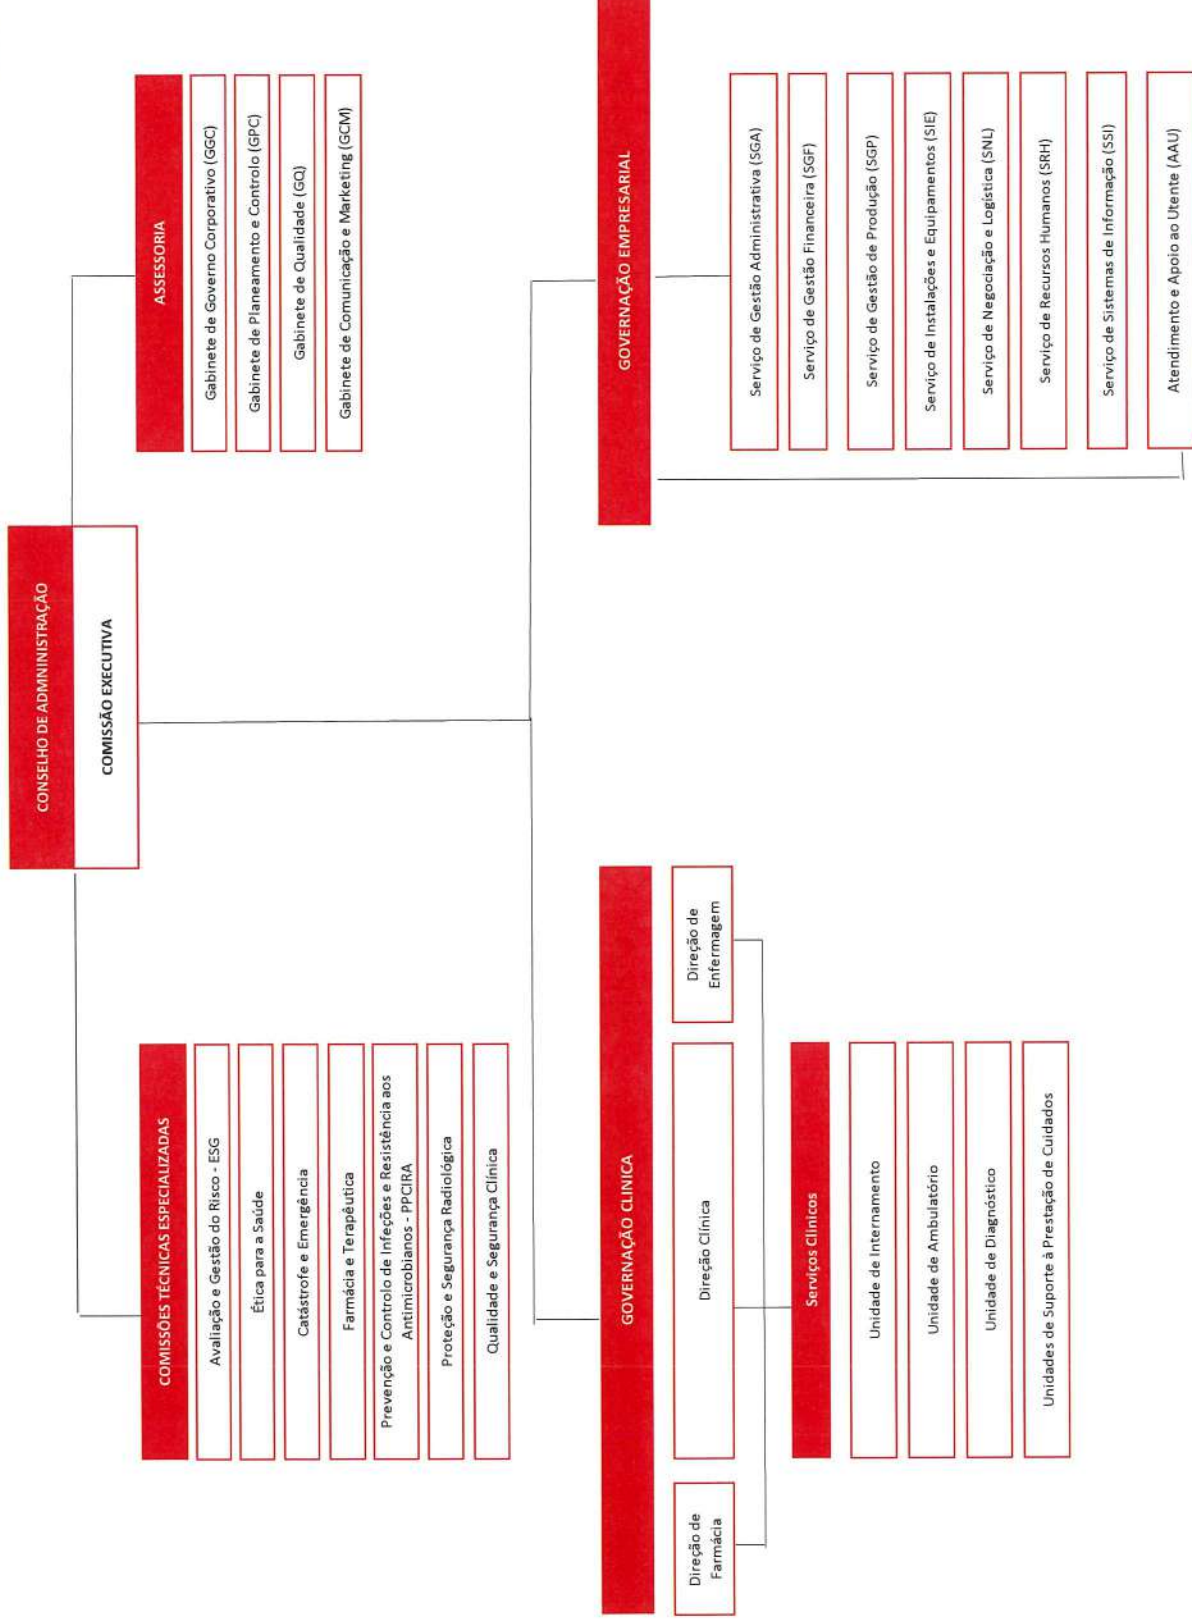 CONSELHO DE ADMNINISTRAÇÃO
COMISSÃO EXECUTIVA
COMISSÕES TÉCNICAS ESPECIALIZADAS
Avaliação e Gestão do Risco - ESG
Ética para a Saúde
Catástrofe e Emergência
Farmácia e Terapêutica
Prevenção e Controlo de Infeções e Resistência aos
Antimicrobianos - PPCIRA
Proteção e Segurança Radiológica
Qualidade e Segurança Clínica
ASSESSORIA
Gabinete de Governo Corporativo (GGC)
Gabinete de Planeamento e Controlo (GPC)
Gabinete de Qualidade (GQ)
Gabinete de Comunicação e Marketing (GCM)
GOVERNAÇÃO CLINICA
Direção de
Farmácia
Direção Clínica
Direção de
Enfermagem
Serviços Clinicos
Unidade de Internamento
Unidade de Ambulatório
Unidade de Diagnóstico
Unidades de Suporte à Prestação de Cuidados
GOVERNAÇÃO EMPRESARIAL
Serviço de Gestão Administrativa (SGA)
Serviço de Gestão Financeira (SGF)
Serviço de Gestão de Produção (SGP)
Serviço de Instalações e Equipamentos (SIE)
Serviço de Negociação e Logística (SNL)
Serviço de Recursos Humanos (SRH)
Serviço de Sistemas de Informação (SSI)
Atendimento e Apoio ao Utente (AAU)